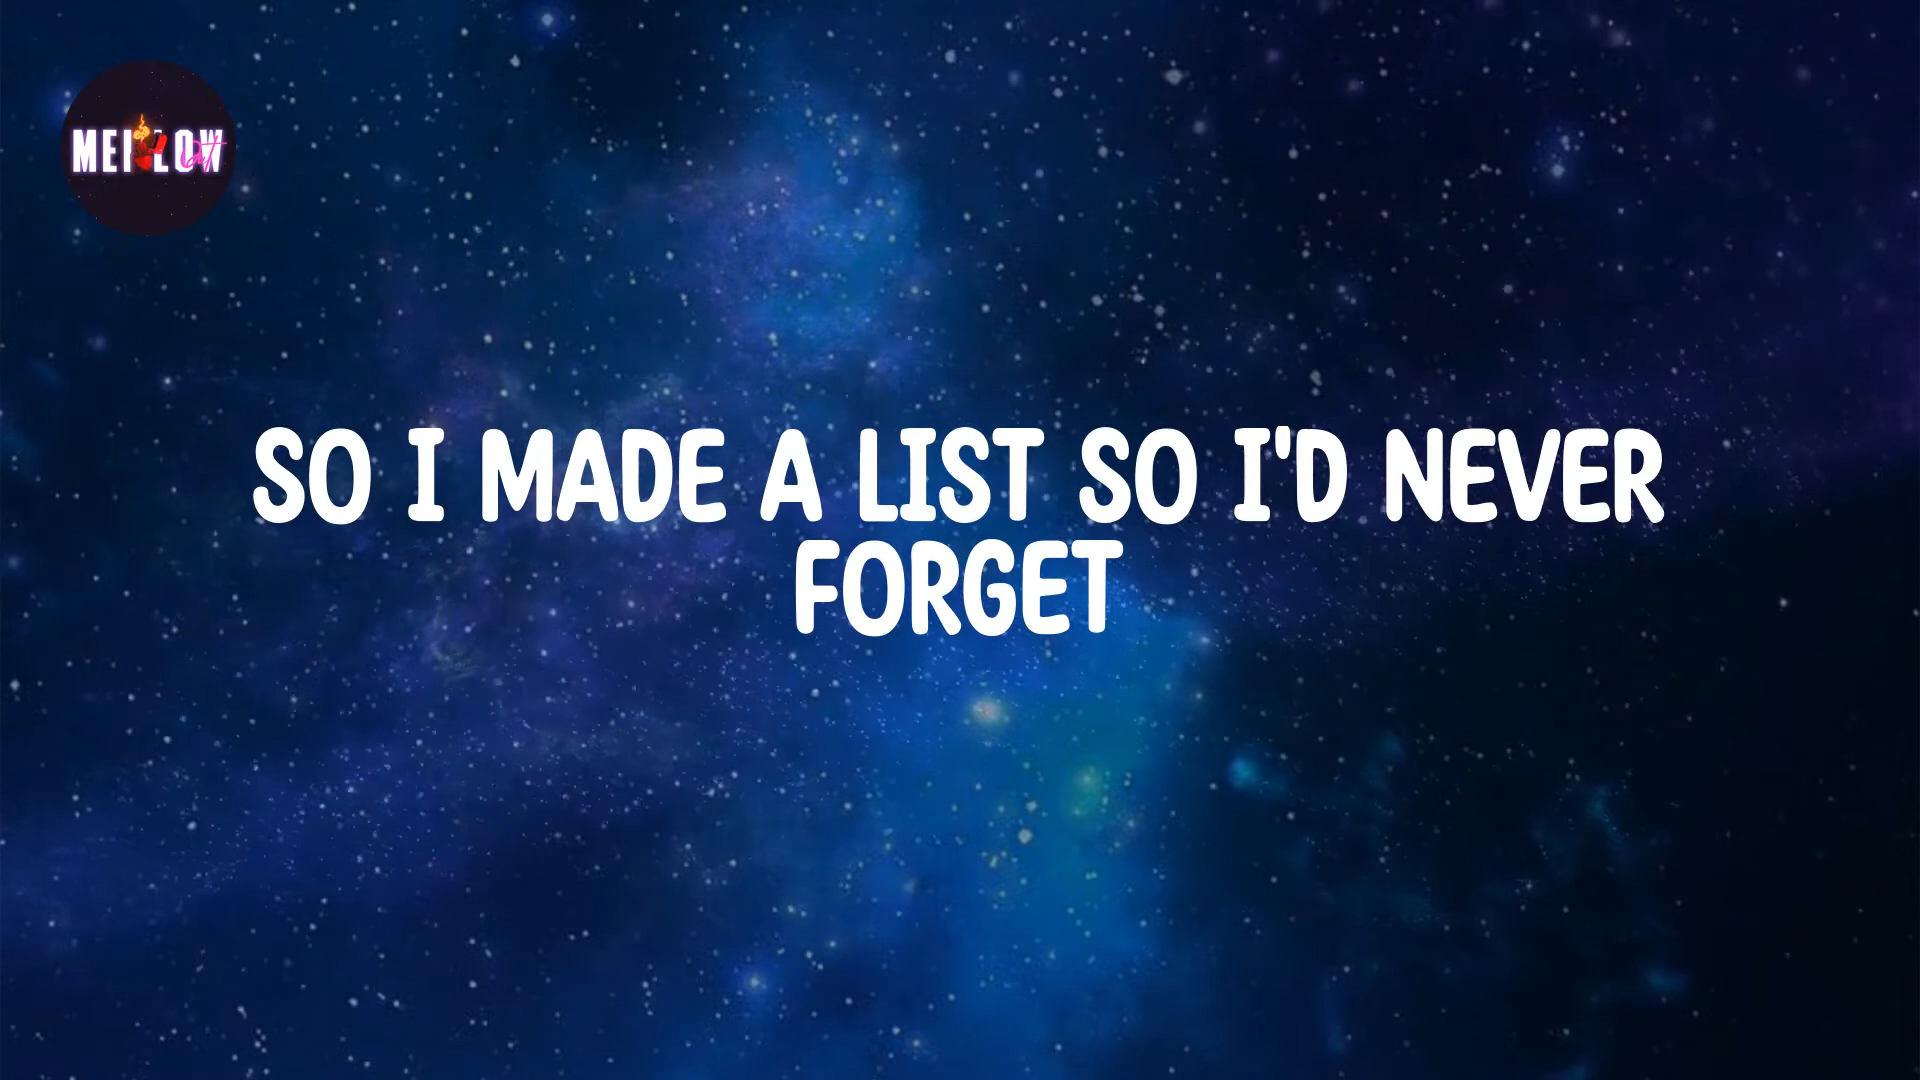 MELLOW
SO I MADE A LIST SO I'D NEVER
FORGET